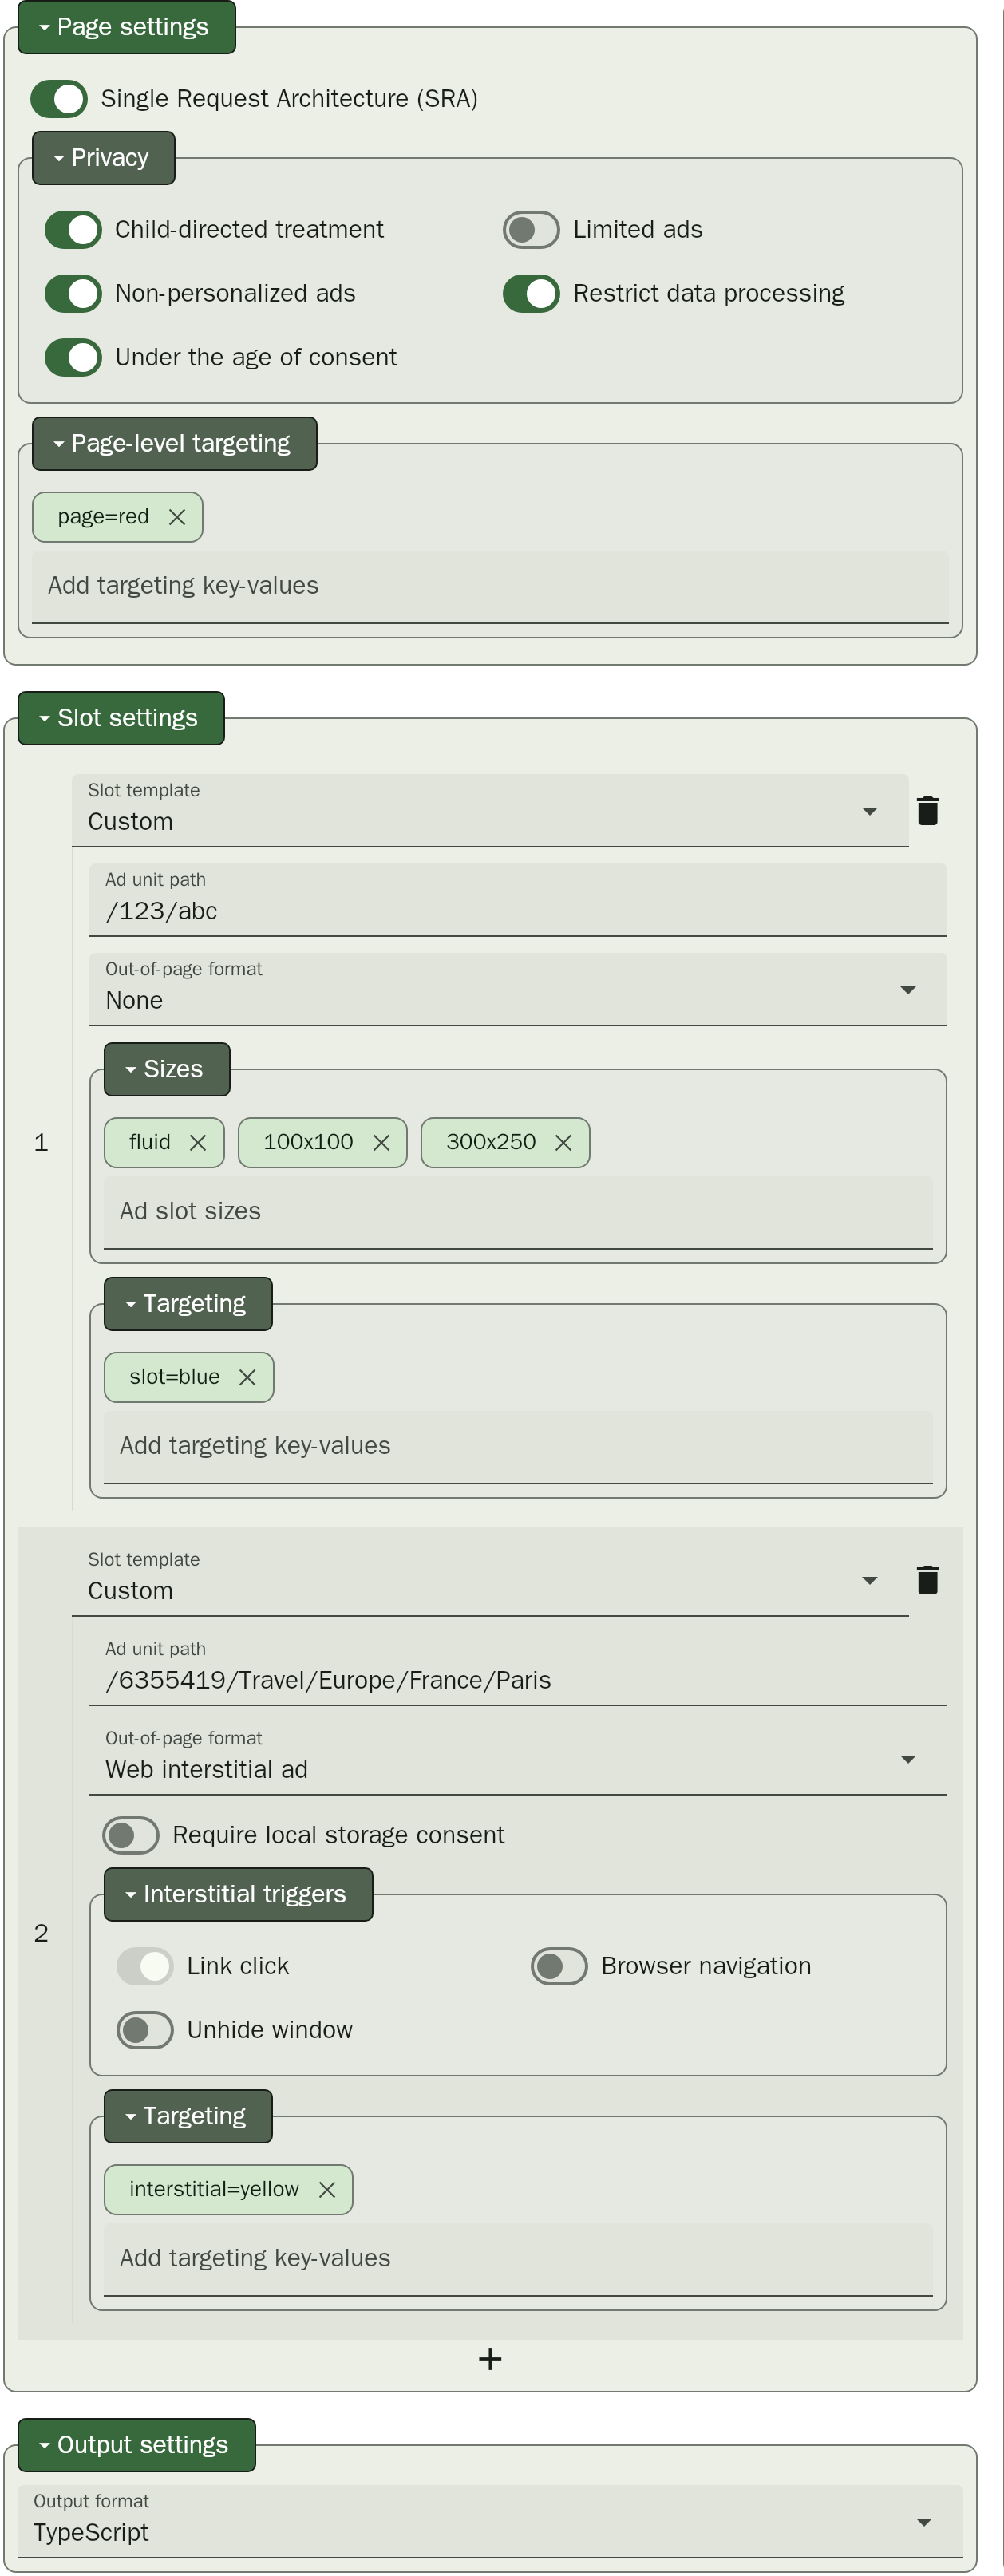 Page settings
Single Request Architecture (SRA)
Privacy
Child-directed treatment
Limited ads
Non-personalized ads
Restrict data processing
Under the age of consent
Page-level targeting
page=red
Add targeting key-values
Slot settings
Slot template
Custom
Ad unit path
/123/abc
Out-of-page format
None
Sizes
1
fluid 100x100 300x250
Ad slot sizes
Targeting
slot=blue
Add targeting key-values
Slot template
Custom
Ad unit path
/6355419/Travel/Europe/France/Paris
Out-of-page format
Web interstitial ad
Require local storage consent
Interstitial triggers
2
Link click
Browser navigation
Unhide window
Targeting
interstitial=yellow
Add targeting key-values
Output settings
Output format
TypeScript